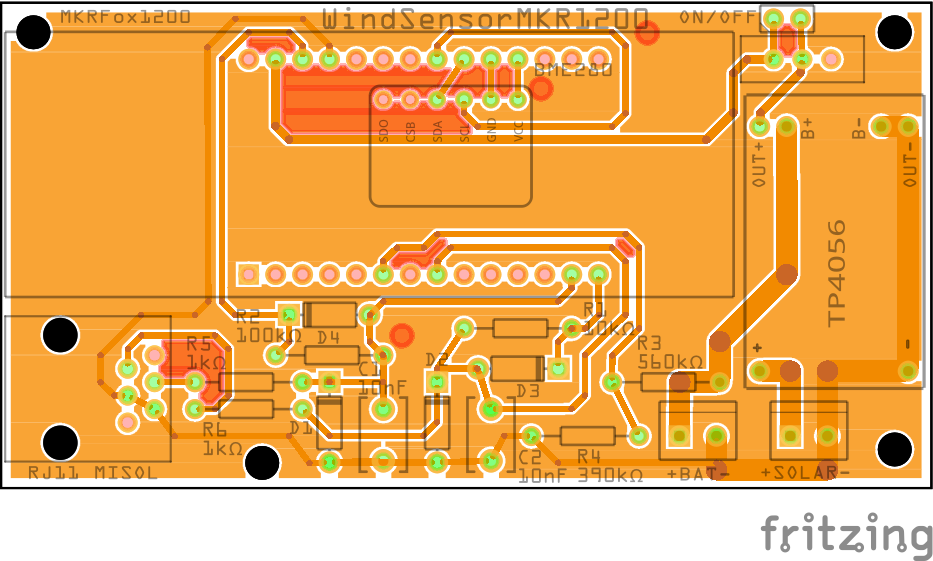 MKRFox1200
WindSensorMKR1200
ON/OFF
BME280
SDO
CSB
SDA
SCL
GND
VCC
OUT+
B+
B-
OUT-
TP4056
+
-
R2
100kΩ
D4
R1
10kΩ
R5
1kΩ
C1
10nF
D2
D3
R3
560kΩ
R6
1kΩ
D1
C2
10nF
R4
390kΩ
RJ11 MISOL
+BAT-
+SOLAR-
fritzing